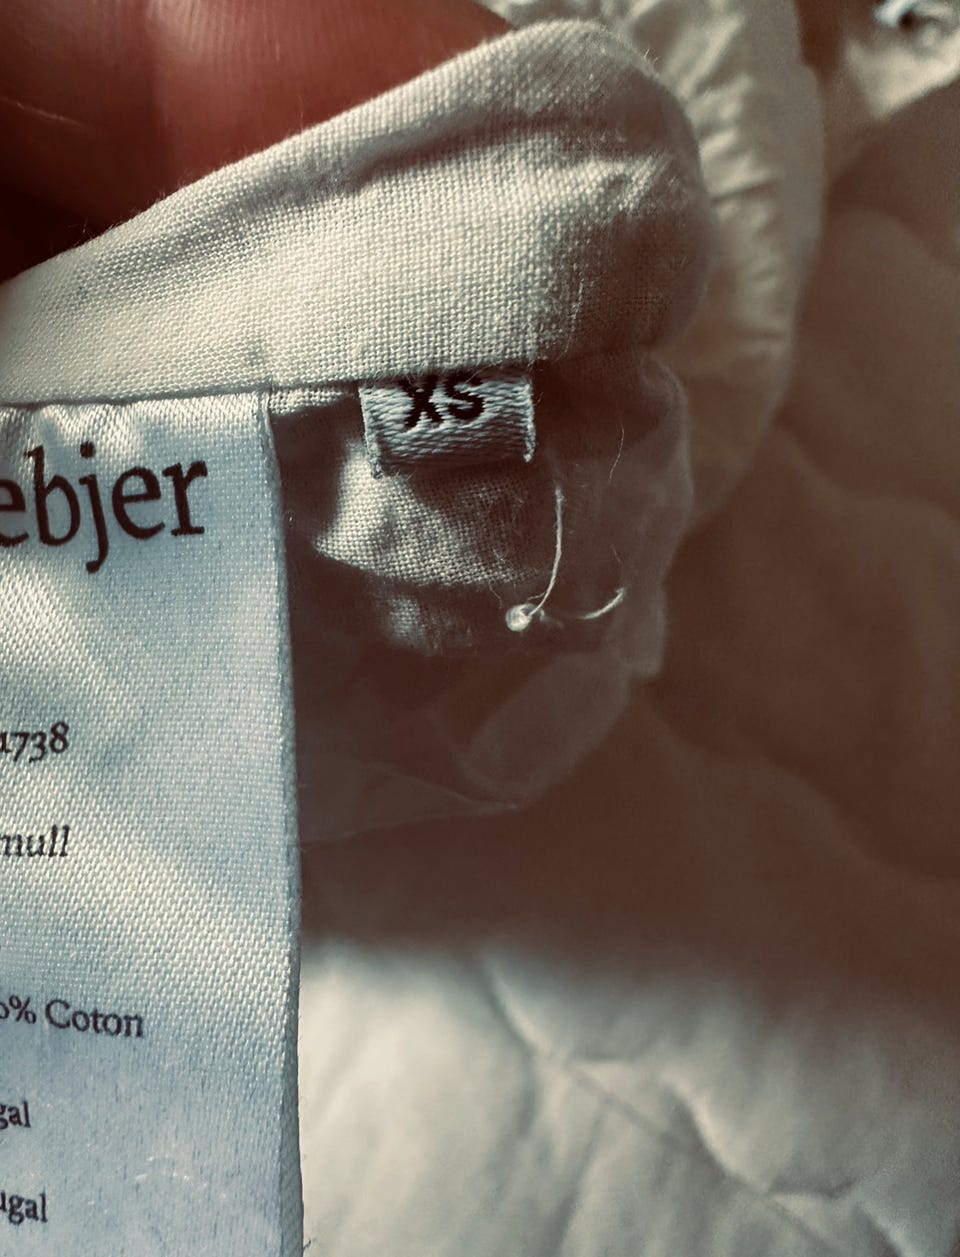 XS
ebjer
1738
mull
% Coton
gal
ugal